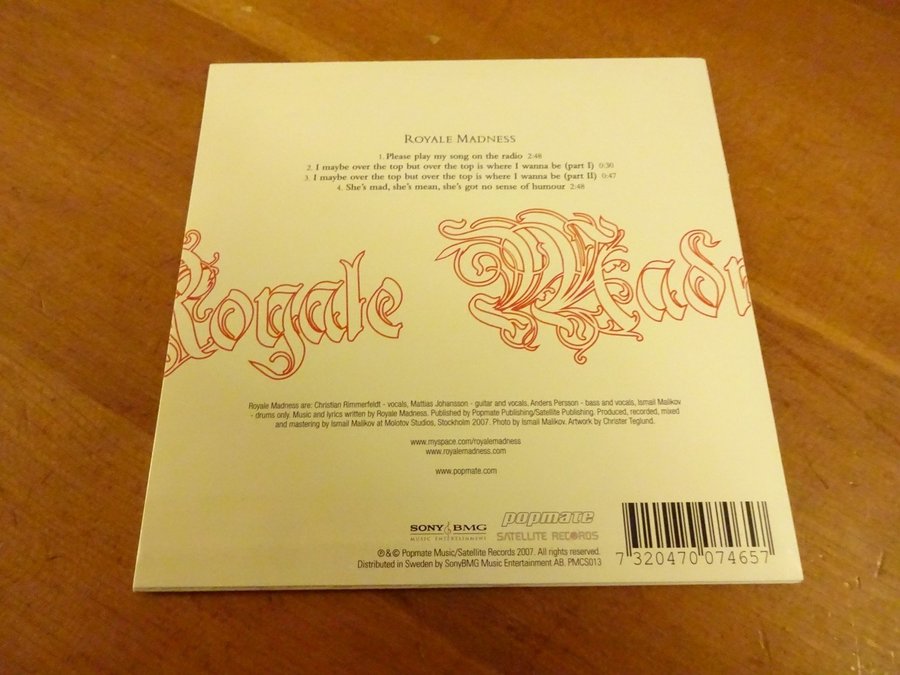 ROYALE MADNESS
1. Please play my song on the radio 2:48
2. I maybe over the top but over the top is where I wanna be (part I) 0:30
3. I maybe over the top but over the top is where I wanna be (part II) 0:47
4. She's mad, she's mean, she's got no sense of humour 2:48
Royale Madn
Royale Madness are: Christian Rimmerfeldt - vocals, Mattias Johansson - guitar and vocals, Anders Persson - bass and vocals, Ismail Malikov
- drums only. Music and lyrics written by Royale Madness. Published by Popmate Publishing/Satellite Publishing. Produced, recorded, mixed
and mastering by Ismail Malikov at Molotov Studios, Stockholm 2007. Photo by Ismail Malikov. Artwork by Christer Teglund.
www.myspace.com/royalemadness
www.royalemadness.com
www.popmate.com
SONY BMG
MUSIC ENTERTAINMENT
popmate
SATELLITE RECORDS
℗ & © Popmate Music/Satellite Records 2007. All rights reserved.
Distributed in Sweden by SonyBMG Music Entertainment AB. PMCS013
7 320470 074657